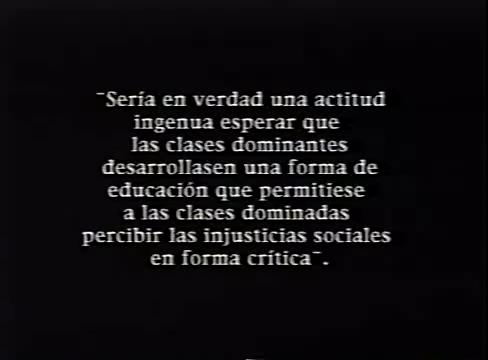 ¨Sería en verdad una actitud
ingenua esperar que
las clases dominantes
desarrollasen una forma de
educación que permitiese
a las clases dominadas
percibir las injusticias sociales
en forma crítica¨.